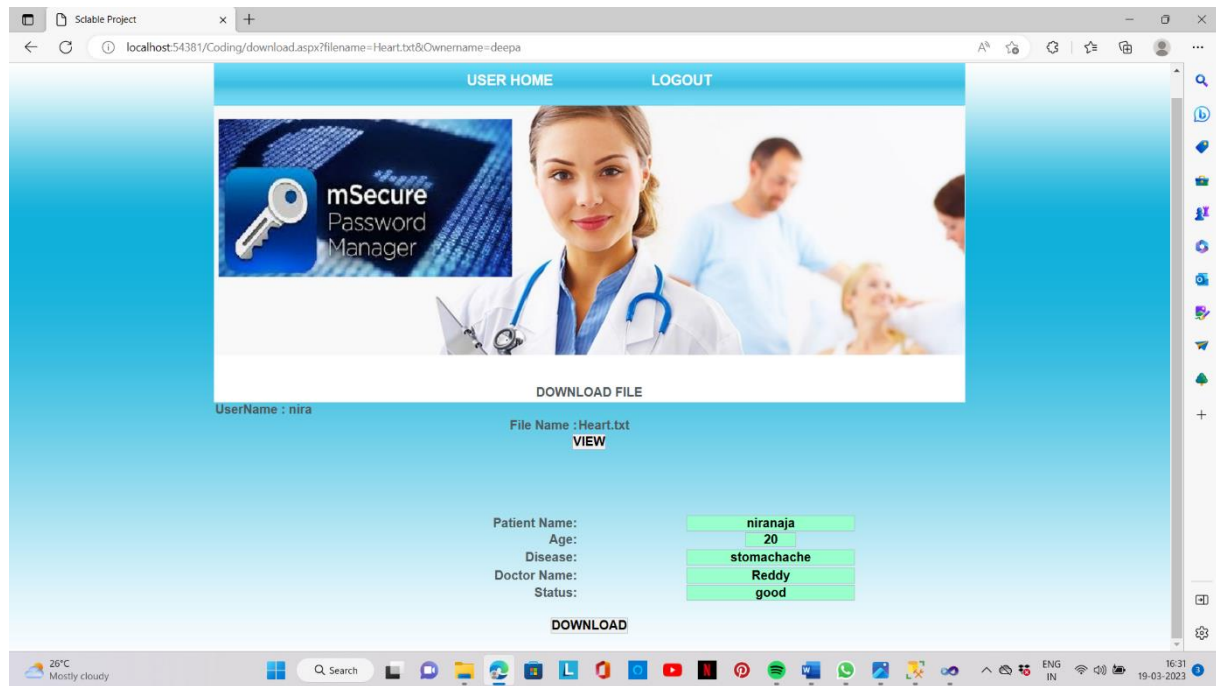 Sclable Project
localhost:54381/Coding/download.aspx?filename=Heart.txt&Ownername=deepa
USER HOME LOGOUT
mSecure
Password
Manager
DOWNLOAD FILE
UserName : nira
File Name :Heart.txt
VIEW
Patient Name: niranaja
Age: 20
Disease: stomachache
Doctor Name: Reddy
Status: good
DOWNLOAD
26°C
Mostly cloudy
Search
ENG
IN
16:31
19-03-2023
3